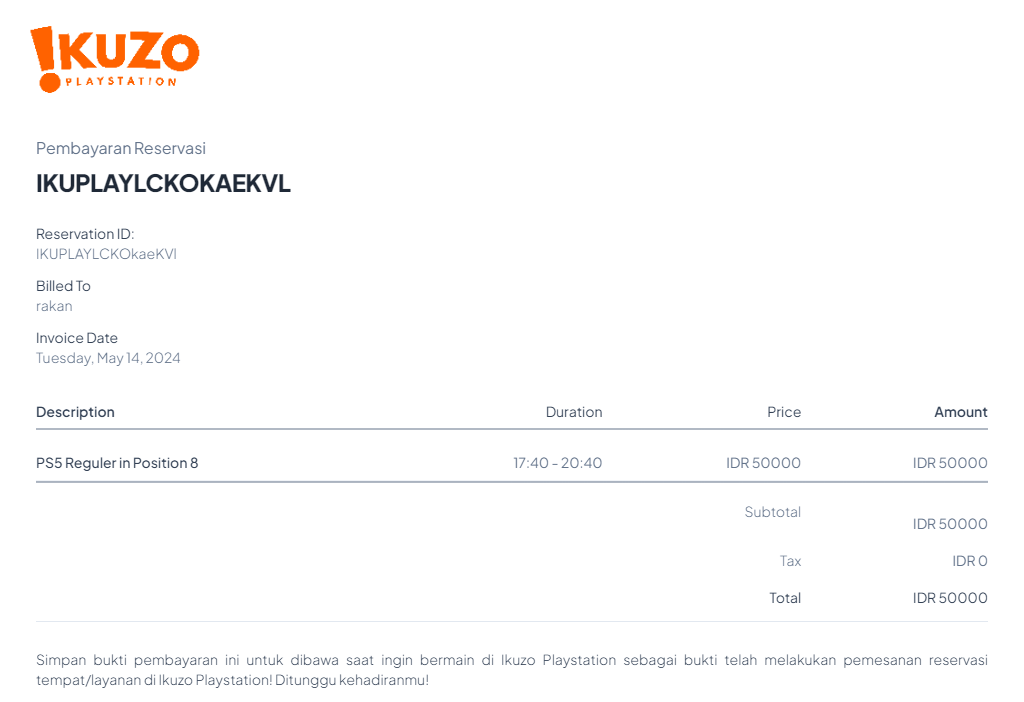 IKUZO
PLAYSTATION
Pembayaran Reservasi
IKUPLAYLCKOKAEKVL
Reservation ID:
IKUPLAYLCKOkaeKVl
Billed To
rakan
Invoice Date
Tuesday, May 14, 2024
Description Duration Price Amount
PS5 Reguler in Position 8 17:40 - 20:40 IDR 50000 IDR 50000
Subtotal IDR 50000
Tax IDR 0
Total IDR 50000
Simpan bukti pembayaran ini untuk dibawa saat ingin bermain di Ikuzo Playstation sebagai bukti telah melakukan pemesanan reservasi
tempat/layanan di Ikuzo Playstation! Ditunggu kehadiranmu!